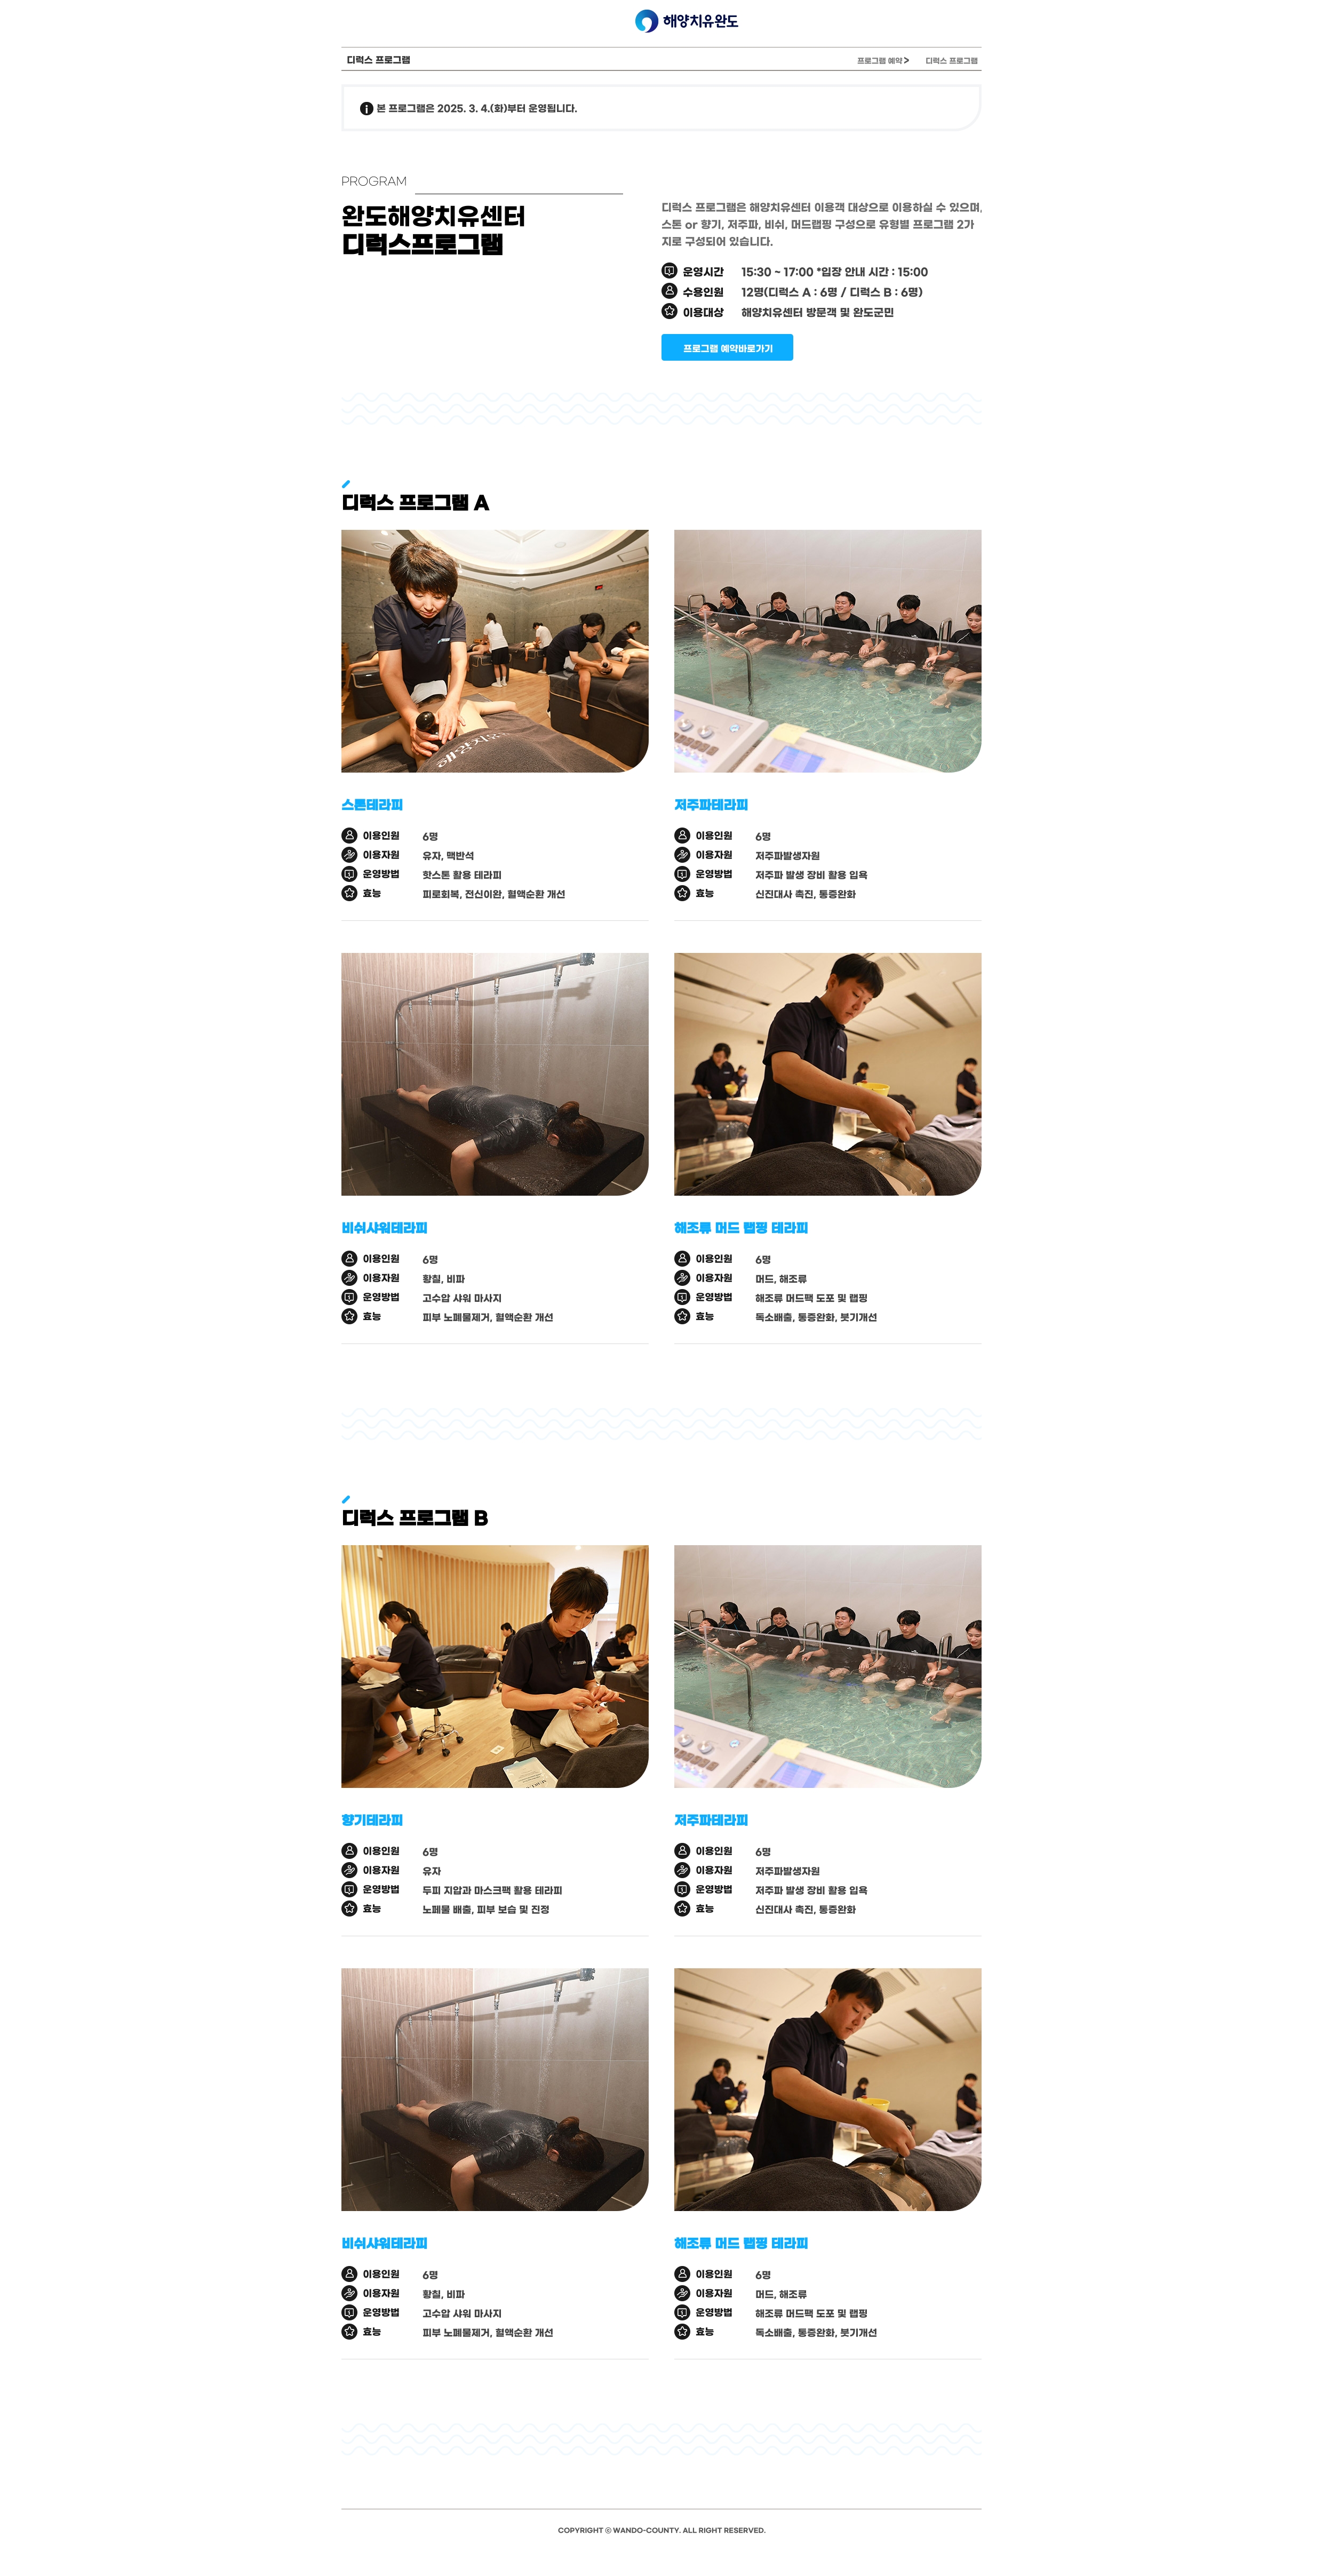 해양치유완도
디럭스 프로그램
프로그램 예약 > 디럭스 프로그램
본 프로그램은 2025. 3. 4.(화)부터 운영됩니다.
PROGRAM
완도해양치유센터
디럭스프로그램
디럭스 프로그램은 해양치유센터 이용객 대상으로 이용하실 수 있으며,
스톤 or 향기, 저주파, 비쉬, 머드랩핑 구성으로 유형별 프로그램 2가
지로 구성되어 있습니다.
운영시간 15:30 ~ 17:00 *입장 안내 시간 : 15:00
수용인원 12명(디럭스 A : 6명 / 디럭스 B : 6명)
이용대상 해양치유센터 방문객 및 완도군민
프로그램 예약바로가기
디럭스 프로그램 A
해양치유
스톤테라피
이용인원 6명
이용자원 유자, 맥반석
운영방법 핫스톤 활용 테라피
효능 피로회복, 전신이완, 혈액순환 개선
저주파테라피
이용인원 6명
이용자원 저주파발생자원
운영방법 저주파 발생 장비 활용 입욕
효능 신진대사 촉진, 통증완화
비쉬샤워테라피
이용인원 6명
이용자원 황칠, 비파
운영방법 고수압 샤워 마사지
효능 피부 노폐물제거, 혈액순환 개선
해조류 머드 랩핑 테라피
이용인원 6명
이용자원 머드, 해조류
운영방법 해조류 머드팩 도포 및 랩핑
효능 독소배출, 통증완화, 붓기개선
디럭스 프로그램 B
향기테라피
이용인원 6명
이용자원 유자
운영방법 두피 지압과 마스크팩 활용 테라피
효능 노폐물 배출, 피부 보습 및 진정
저주파테라피
이용인원 6명
이용자원 저주파발생자원
운영방법 저주파 발생 장비 활용 입욕
효능 신진대사 촉진, 통증완화
비쉬샤워테라피
이용인원 6명
이용자원 황칠, 비파
운영방법 고수압 샤워 마사지
효능 피부 노폐물제거, 혈액순환 개선
해조류 머드 랩핑 테라피
이용인원 6명
이용자원 머드, 해조류
운영방법 해조류 머드팩 도포 및 랩핑
효능 독소배출, 통증완화, 붓기개선
COPYRIGHT ⓒ WANDO-COUNTY. ALL RIGHT RESERVED.